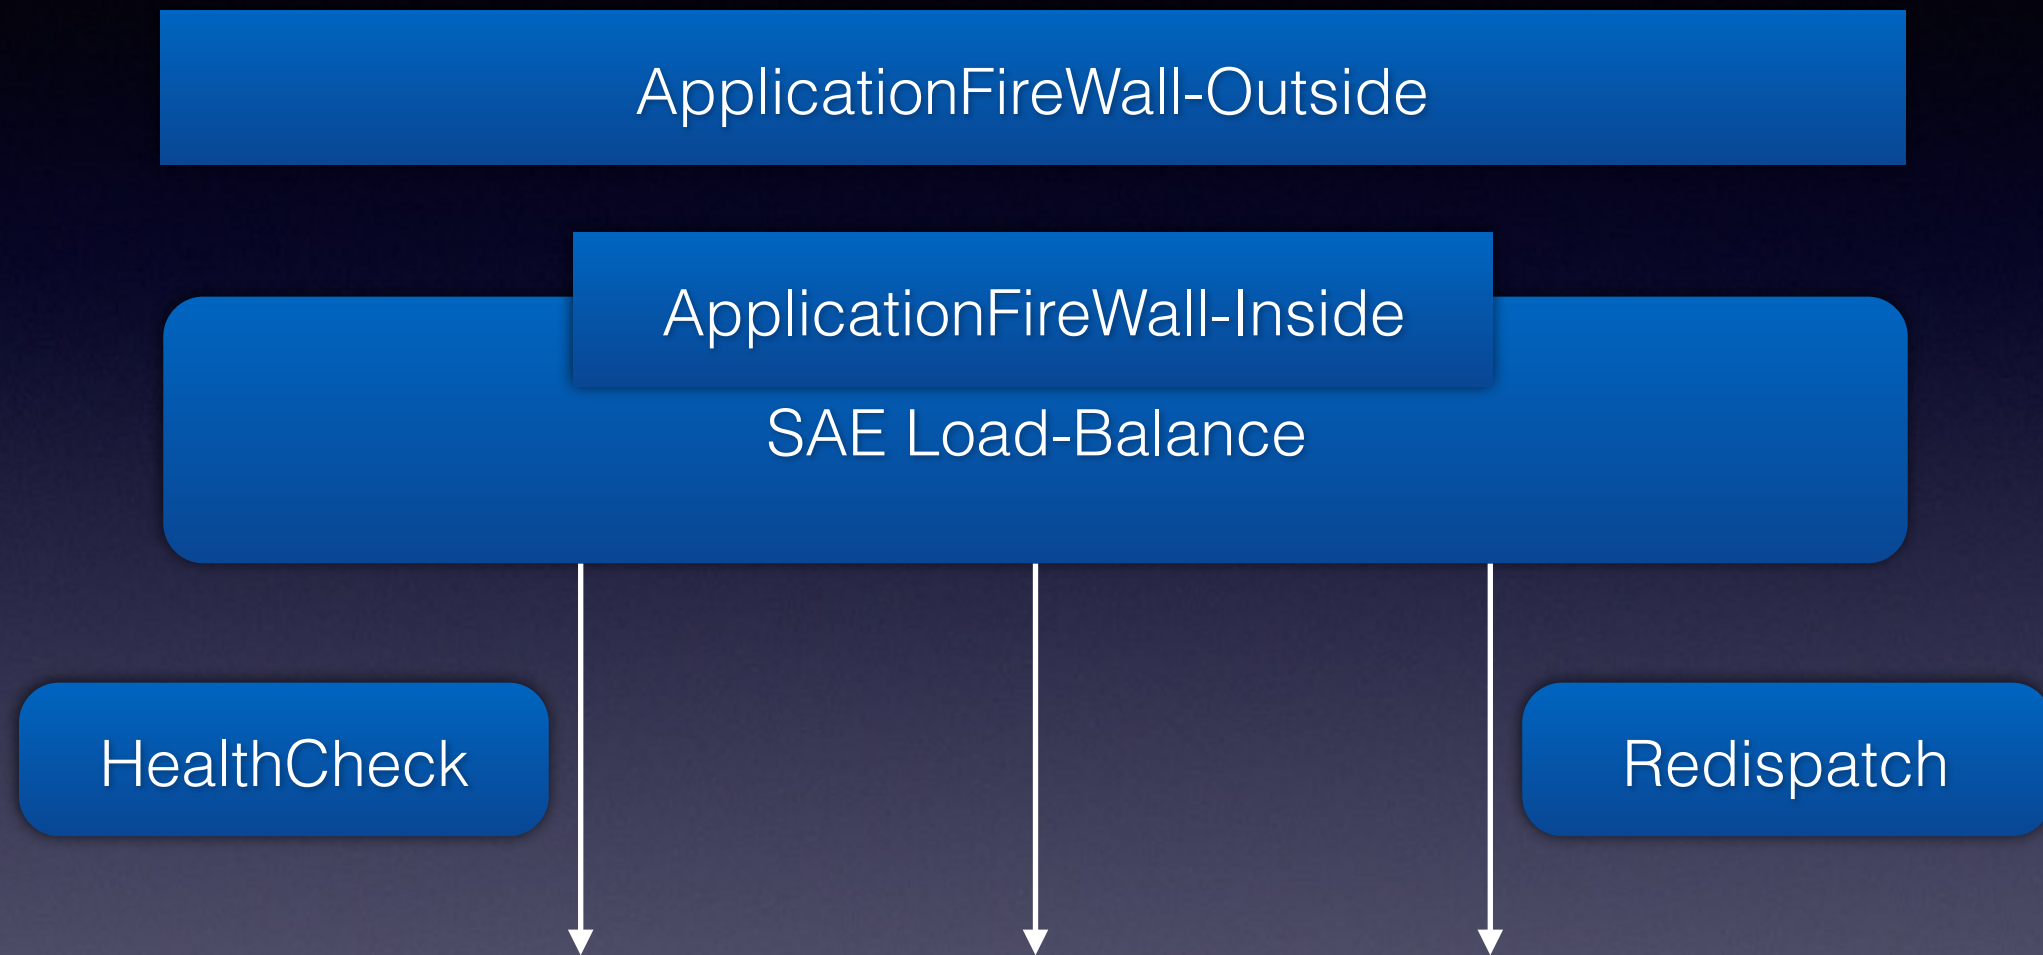 ApplicationFireWall-Outside
ApplicationFireWall-Inside
SAE Load-Balance
HealthCheck
Redispatch